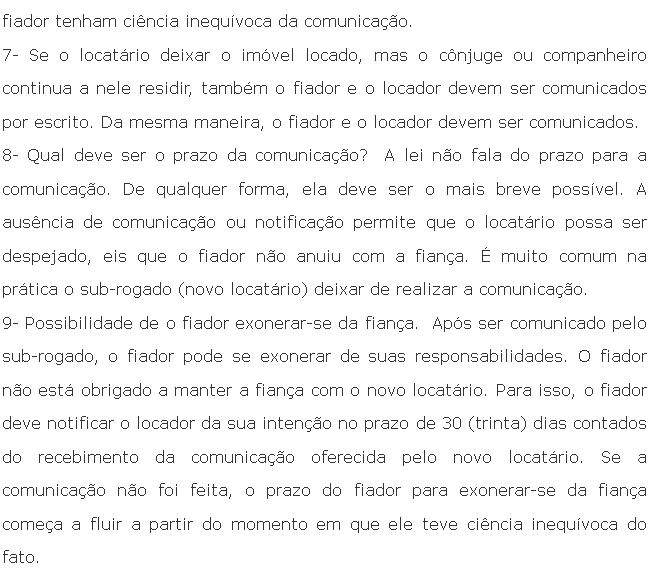 fiador tenham ciência inequívoca da comunicação.
7- Se o locatário deixar o imóvel locado, mas o cônjuge ou companheiro
continua a nele residir, também o fiador e o locador devem ser comunicados
por escrito. Da mesma maneira, o fiador e o locador devem ser comunicados.
8- Qual deve ser o prazo da comunicação?  A lei não fala do prazo para a
comunicação. De qualquer forma, ela deve ser o mais breve possível. A
ausência de comunicação ou notificação permite que o locatário possa ser
despejado, eis que o fiador não anuiu com a fiança. É muito comum na
prática o sub-rogado (novo locatário) deixar de realizar a comunicação.
9- Possibilidade de o fiador exonerar-se da fiança.  Após ser comunicado pelo
sub-rogado, o fiador pode se exonerar de suas responsabilidades. O fiador
não está obrigado a manter a fiança com o novo locatário. Para isso, o fiador
deve notificar o locador da sua intenção no prazo de 30 (trinta) dias contados
do recebimento da comunicação oferecida pelo novo locatário. Se a
comunicação não foi feita, o prazo do fiador para exonerar-se da fiança
começa a fluir a partir do momento em que ele teve ciência inequívoca do
fato.